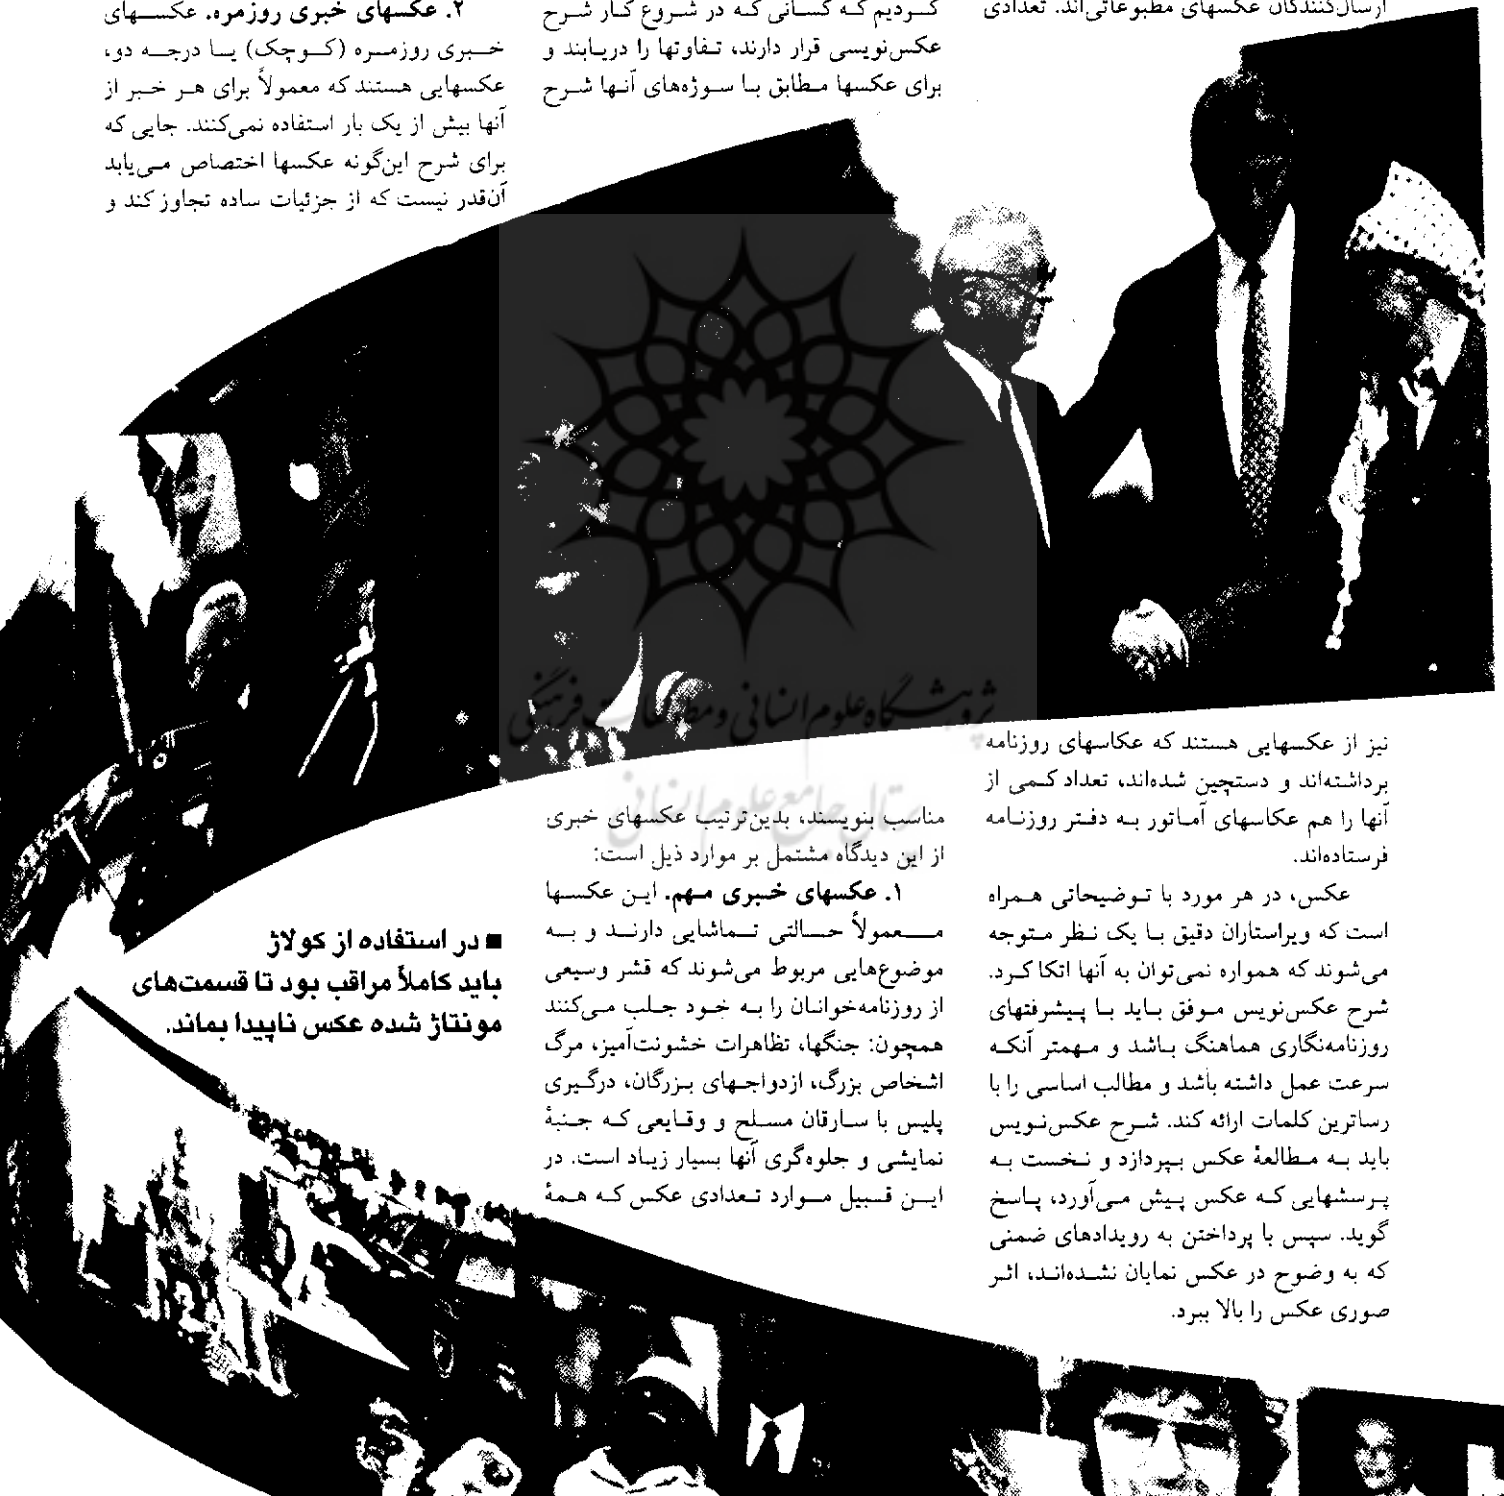 ارسال‌کنندگان عکسهای مطبوعاتی‌اند. تعدادی
نیز از عکسهایی هستند که عکاسهای روزنامه
برداشته‌اند و دستچین شده‌اند، تعداد کمی از
آنها را هم عکاسهای آماتور به دفتر روزنامه
فرستاده‌اند.
عکس، در هر مورد با توضیحاتی همراه
است که ویراستاران دقیق با یک نظر متوجه
می‌شوند که همواره نمی‌توان به آنها اتکا کرد.
شرح عکس‌نویس موفق باید با پیشرفتهای
روزنامه‌نگاری هماهنگ باشد و مهمتر آنکه
سرعت عمل داشته باشد و مطالب اساسی را با
رساترین کلمات ارائه کند. شرح عکس‌نویس
باید به مطالعهٔ عکس بپردازد و نخست به
پرسشهایی که عکس پیش می‌آورد، پاسخ
گوید. سپس با پرداختن به رویدادهای ضمنی
که به وضوح در عکس نمایان نشده‌اند، اثر
صوری عکس را بالا ببرد.
کردیم که کسانی که در شروع کار شرح
عکس‌نویسی قرار دارند، تفاوتها را دریابند و
برای عکسها مطابق با سوژه‌های آنها شرح
مناسب بنویسند، بدین‌ترتیب عکسهای خبری
از این دیدگاه مشتمل بر موارد ذیل است:
۱. عکسهای خبری مهم. این عکسها
معمولاً حالتی تماشایی دارند و به
موضوع‌هایی مربوط می‌شوند که قشر وسیعی
از روزنامه‌خوانان را به خود جلب می‌کنند
همچون: جنگها، تظاهرات خشونت‌آمیز، مرگ
اشخاص بزرگ، ازدواجهای بزرگان، درگیری
پلیس با سارقان مسلح و وقایعی که جنبهٔ
نمایشی و جلوه‌گری آنها بسیار زیاد است. در
این قبیل موارد تعدادی عکس که همهٔ
۲. عکسهای خبری روزمره. عکسهای
خبری روزمره (کوچک) یا درجه دو،
عکسهایی هستند که معمولاً برای هر خبر از
آنها بیش از یک بار استفاده نمی‌کنند. جایی که
برای شرح این‌گونه عکسها اختصاص می‌یابد
آن‌قدر نیست که از جزئیات ساده تجاوز کند و
■ در استفاده از کولاژ
باید کاملاً مراقب بود تا قسمت‌های
مونتاژ شده عکس ناپیدا بماند.
پژوهشگاه علوم انسانی و مطالعات فرهنگی
پرتال جامع علوم انسانی